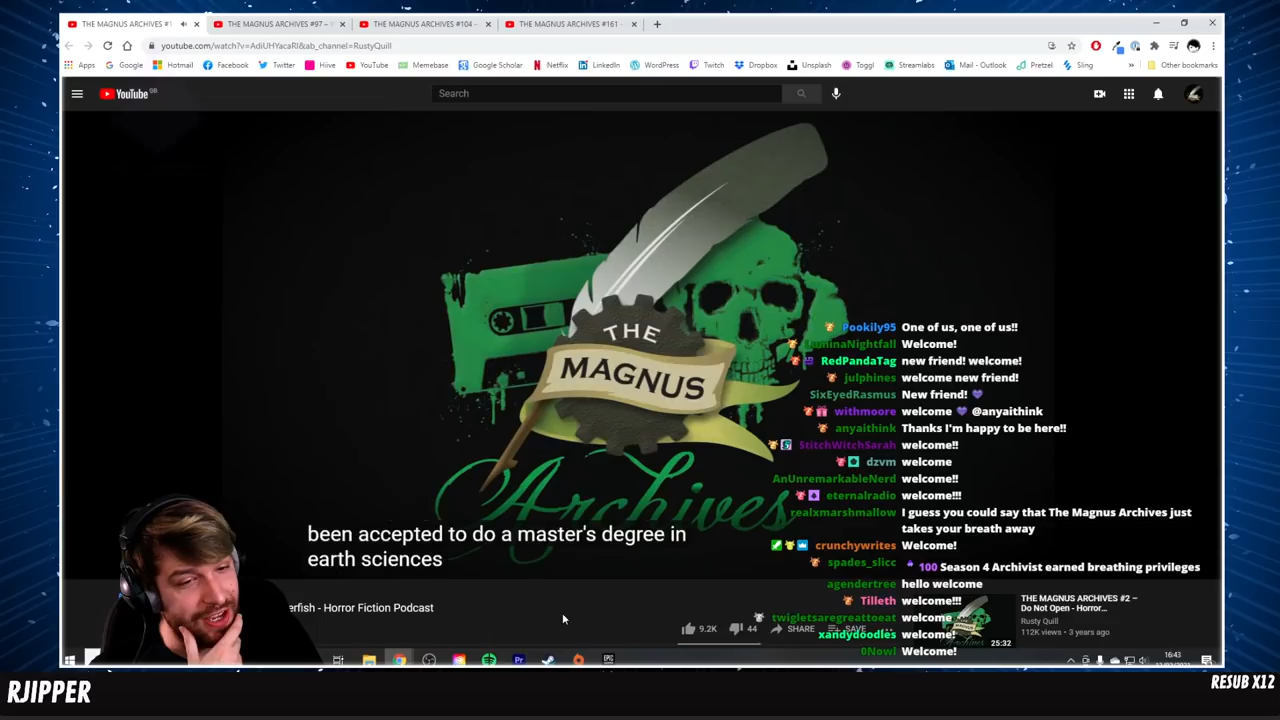 THE MAGNUS ARCHIVES #1
THE MAGNUS ARCHIVES #97 –
THE MAGNUS ARCHIVES #104 –
THE MAGNUS ARCHIVES #161 –
youtube.com/watch?v=AdiUHYacaRI&ab_channel=RustyQuill
Apps Google Hotmail Facebook Twitter Hive YouTube Memebase Google Scholar Netflix LinkedIn WordPress Twitch Dropbox Unsplash Toggl Streamlabs Mail - Outlook Pretzel Sling » Other bookmarks
YouTube GB
Search
THE
MAGNUS
Archives
Pookily95 One of us, one of us!!
LuminaNightfall Welcome!
RedPandaTag new friend! welcome!
julphines welcome new friend!
SixEyedRasmus New friend! 💜
withmoore welcome 💜 @anyaithink
anyaithink Thanks I'm happy to be here!!
StitchWitchSarah welcome!!
dzvm welcome
AnUnremarkableNerd welcome!!
eternalradio welcome!!!
realxmarshmallow I guess you could say that The Magnus Archives just
takes your breath away
crunchywrites Welcome!
spades_slicc 100 Season 4 Archivist earned breathing privileges
agendertree hello welcome
Tilleth welcome!!!
twigletsaregreattoeat welcome
xandydoodles welcome!
0Nowl Welcome!
been accepted to do a master's degree in
earth sciences
erfish - Horror Fiction Podcast
9.2K 44 SHARE SAVE
THE MAGNUS ARCHIVES #2 –
Do Not Open - Horror...
Rusty Quill
112K views • 3 years ago
25:32
16:43
RJIPPER
RESUB X12